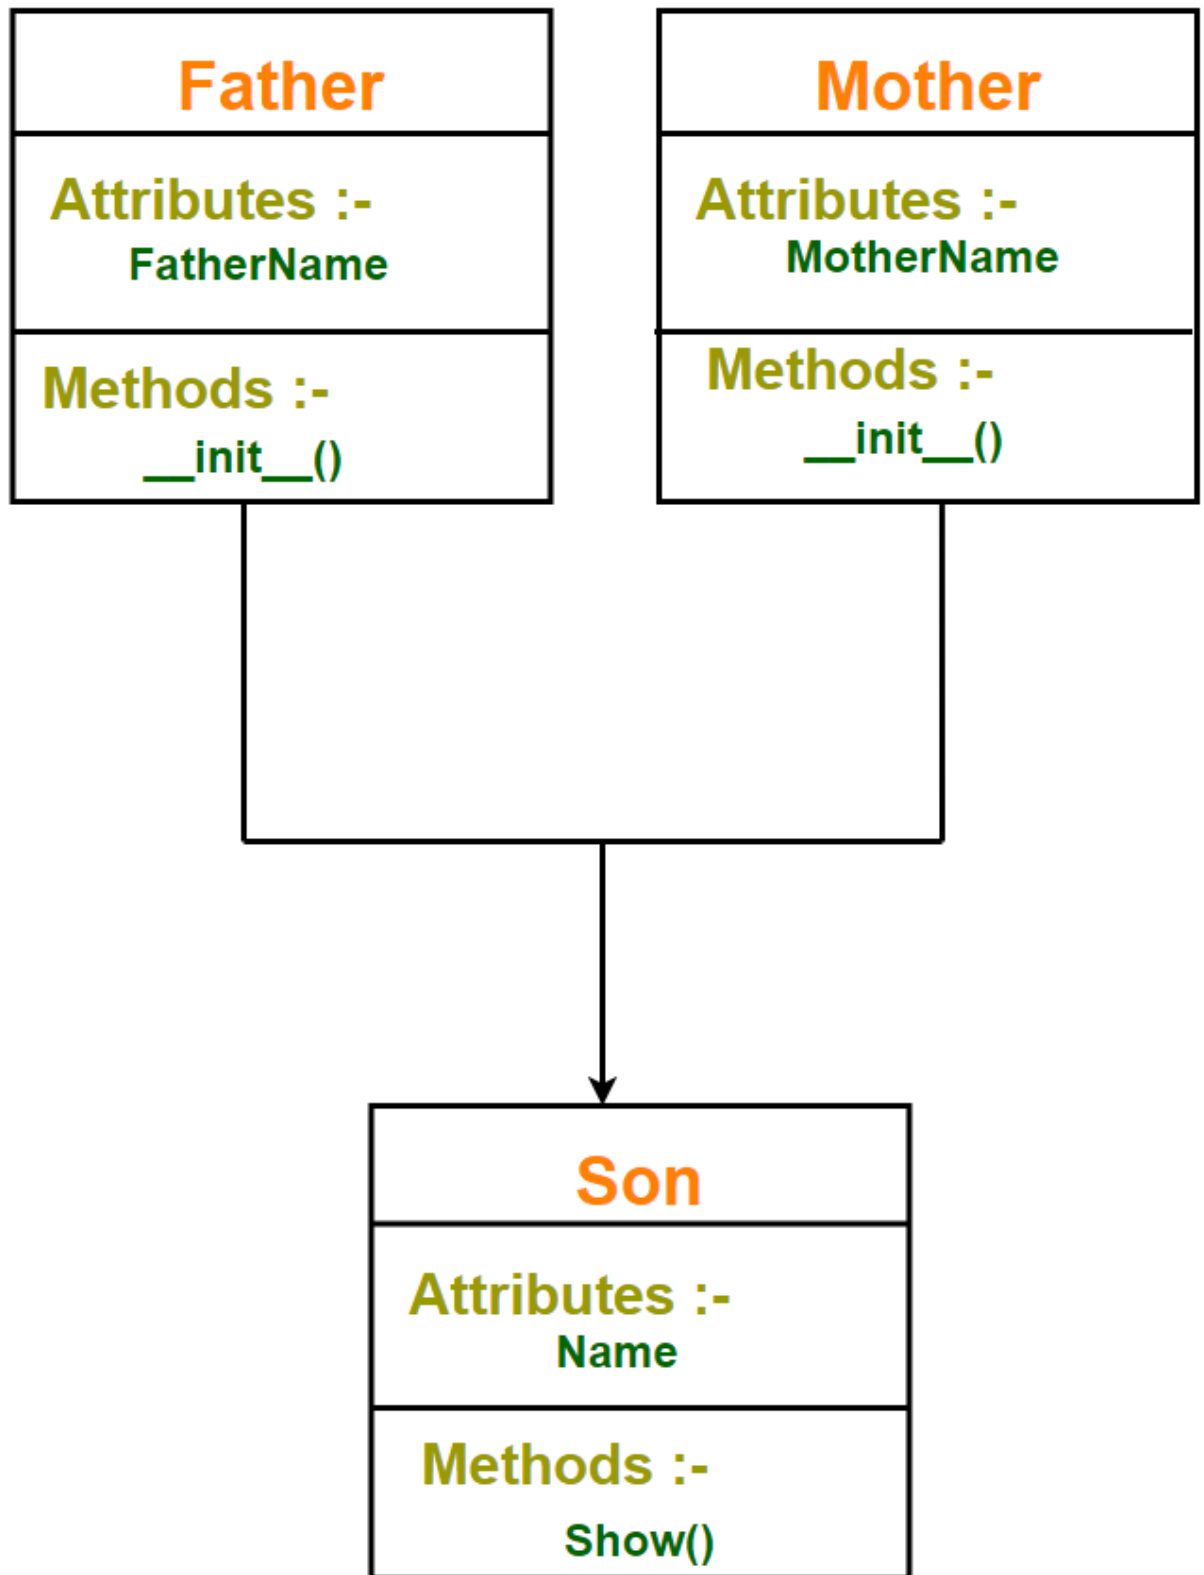 Father
Attributes :-
FatherName
Methods :-
__init__()
Mother
Attributes :-
MotherName
Methods :-
__init__()
Son
Attributes :-
Name
Methods :-
Show()